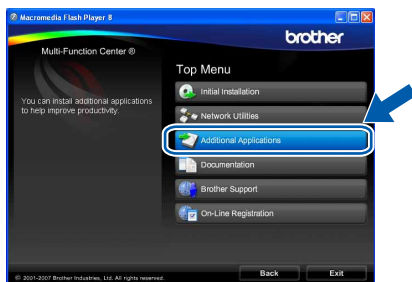 Macromedia Flash Player 8
brother
Multi-Function Center ®
Top Menu
You can install additional applications
to help improve productivity.
Initial Installation
Network Utilities
Additional Applications
Documentation
Brother Support
On-Line Registration
© 2001-2007 Brother Industries, Ltd. All rights reserved.
Back
Exit